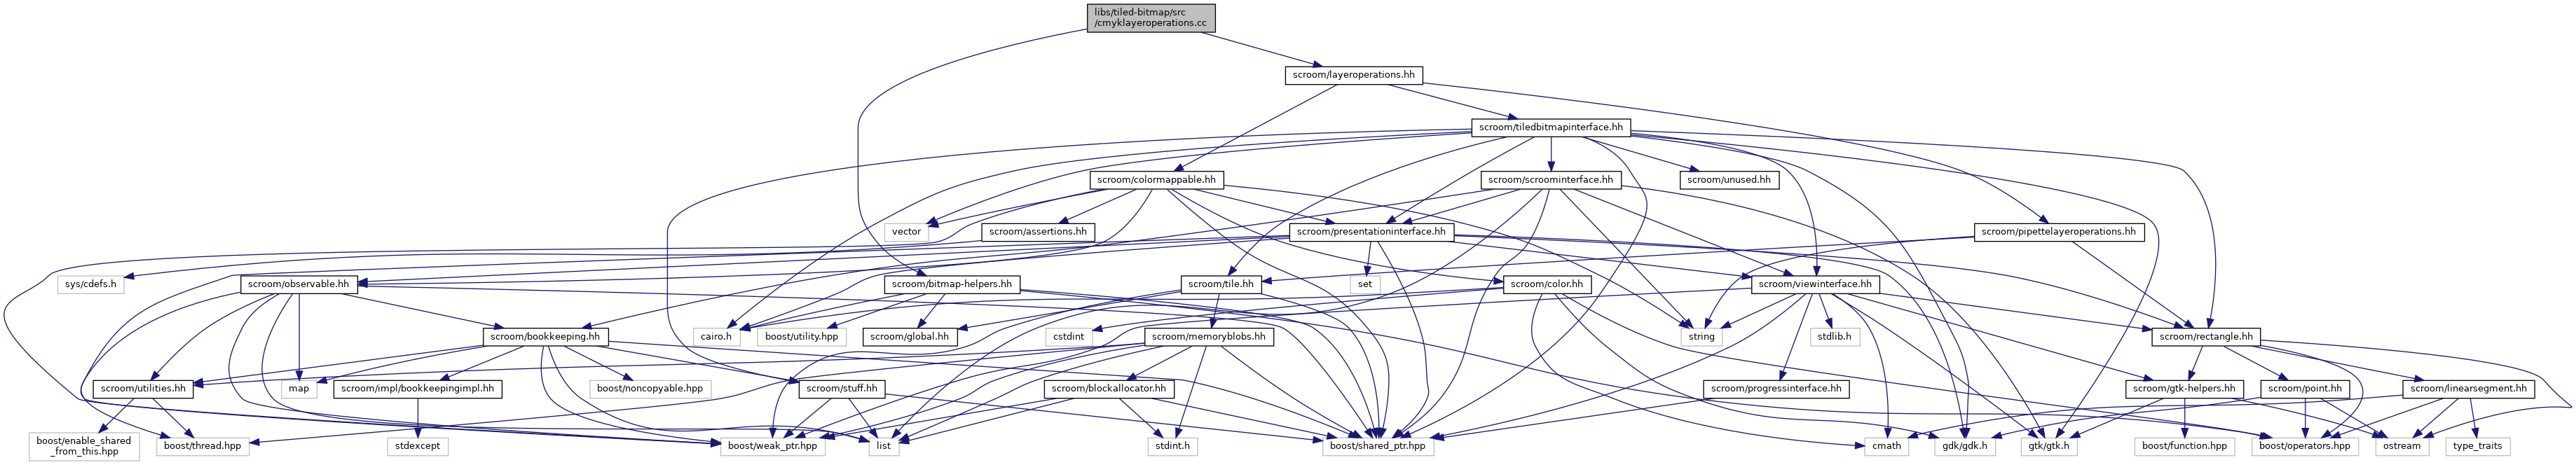 libs/tiled-bitmap/src
/cmyklayeroperations.cc
scroom/layeroperations.hh
scroom/tiledbitmapinterface.hh
scroom/colormappable.hh
scroom/scroominterface.hh
scroom/unused.hh
vector
scroom/assertions.hh
scroom/presentationinterface.hh
scroom/pipettelayeroperations.hh
sys/cdefs.h
scroom/observable.hh
scroom/bitmap-helpers.hh
scroom/tile.hh
set
scroom/color.hh
scroom/viewinterface.hh
scroom/bookkeeping.hh
cairo.h
boost/utility.hpp
scroom/global.hh
cstdint
scroom/memoryblobs.hh
string
stdlib.h
scroom/rectangle.hh
scroom/utilities.hh
map
scroom/impl/bookkeepingimpl.hh
boost/noncopyable.hpp
scroom/stuff.hh
scroom/blockallocator.hh
scroom/progressinterface.hh
scroom/gtk-helpers.hh
scroom/point.hh
scroom/linearsegment.hh
boost/enable_shared
_from_this.hpp
boost/thread.hpp
stdexcept
boost/weak_ptr.hpp
list
stdint.h
boost/shared_ptr.hpp
cmath
gdk/gdk.h
gtk/gtk.h
boost/function.hpp
boost/operators.hpp
ostream
type_traits